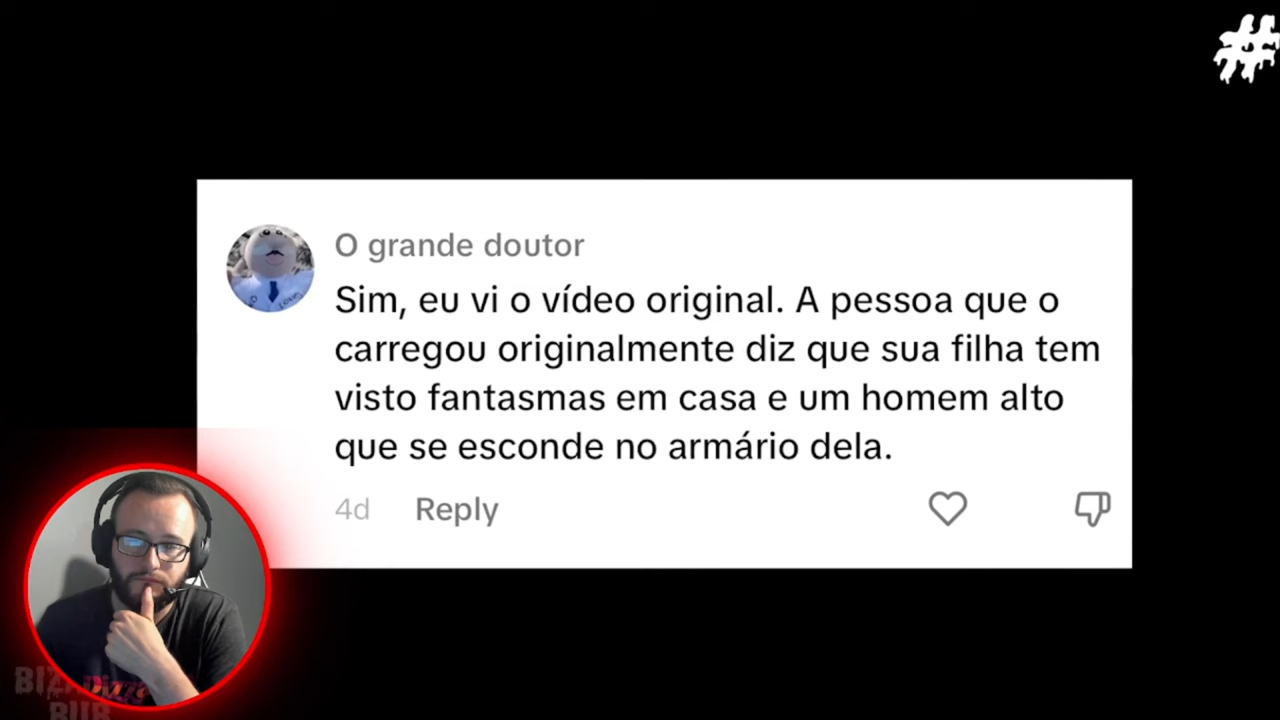 #
O grande doutor
Sim, eu vi o vídeo original. A pessoa que o
carregou originalmente diz que sua filha tem
visto fantasmas em casa e um homem alto
que se esconde no armário dela.
4d Reply